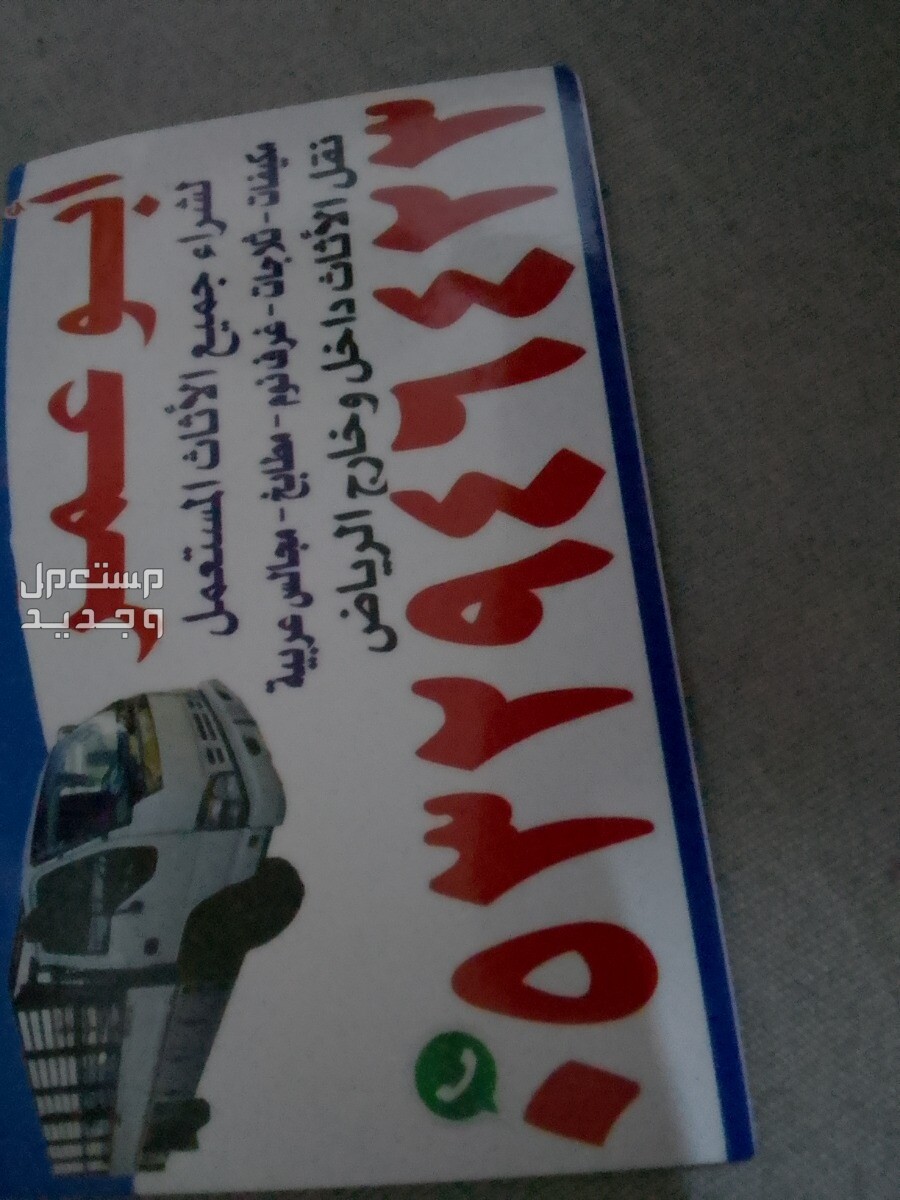 أبو عمر
لشراء جميع الأثاث المستعمل
مكيفات - ثلاجات - غرف نوم - مطابخ - مجالس عربية
نقل الأثاث داخل وخارج الرياض
٠٥٣٢٩٤٦٤٢٣
مستعمل
وجديد